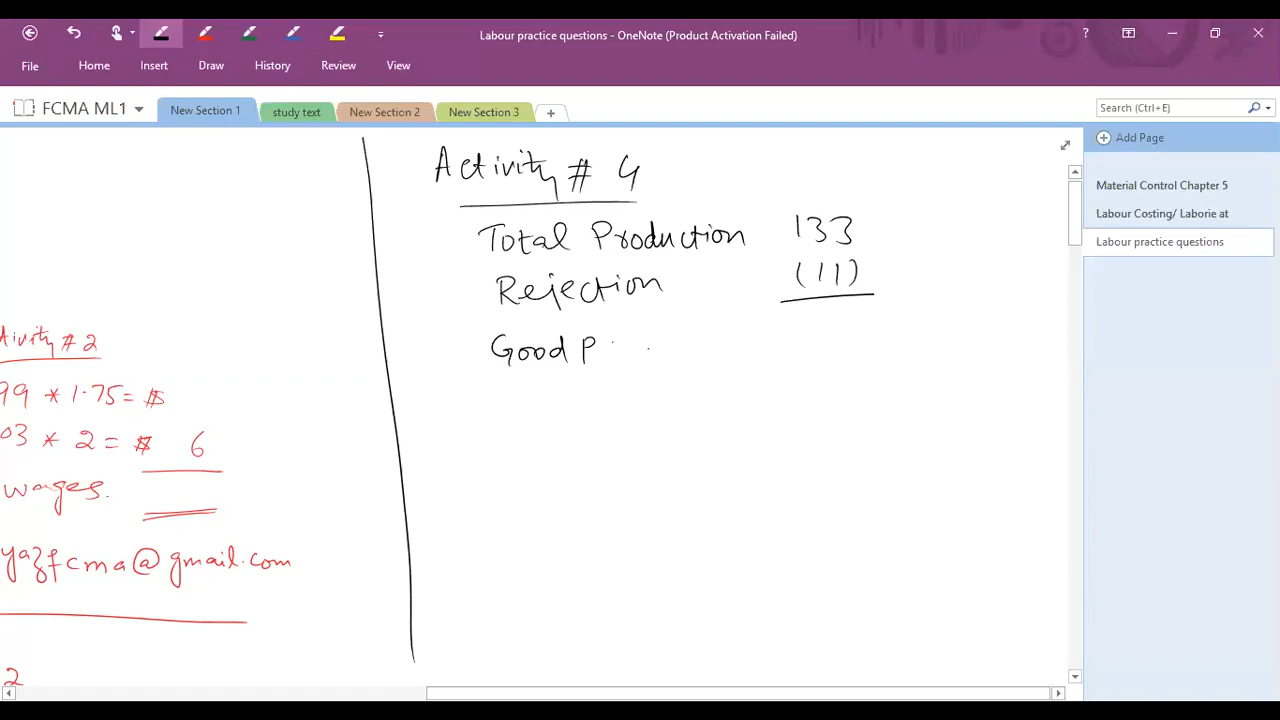 Labour practice questions - OneNote (Product Activation Failed)
File Home Insert Draw History Review View
FCMA ML1 New Section 1 study text New Section 2 New Section 3 +
Search (Ctrl+E)
Add Page
Material Control Chapter 5
Labour Costing/ Laborie at
Labour practice questions
Activity # 4
Total Production 133
Rejection (11)
Good P
tivity # 2
99 * 1.75 = $
03 * 2 = $ 6
wages.
yazfcma@gmail.com
2